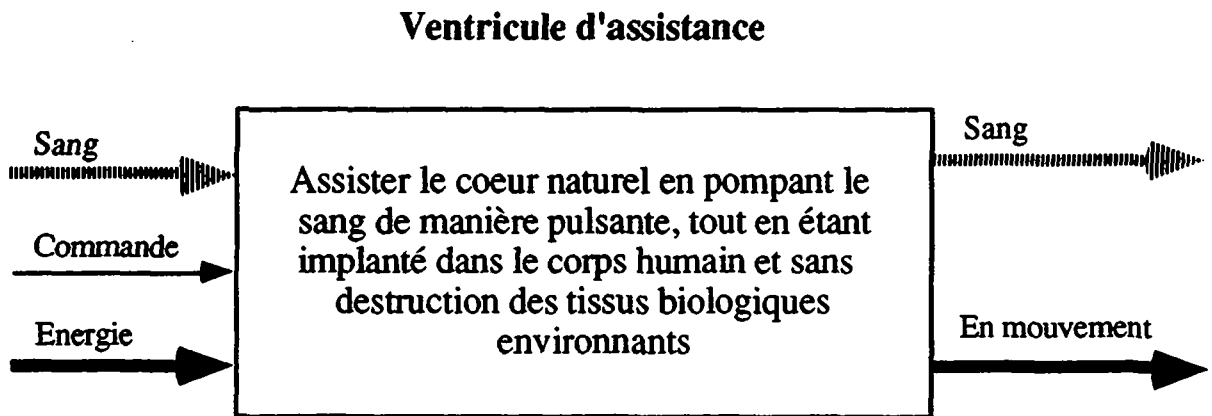 Ventricule d'assistance
Sang
Commande
Energie
Assister le coeur naturel en pompant le
sang de manière pulsante, tout en étant
implanté dans le corps humain et sans
destruction des tissus biologiques
environnants
Sang
En mouvement